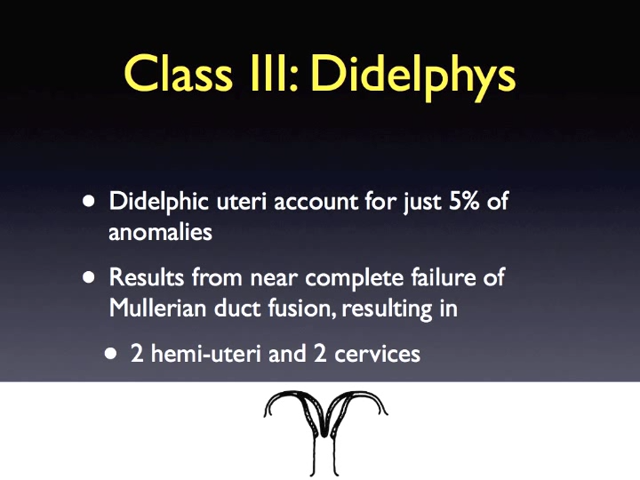 Class III: Didelphys
• Didelphic uteri account for just 5% of
anomalies
• Results from near complete failure of
Mullerian duct fusion, resulting in
• 2 hemi-uteri and 2 cervices